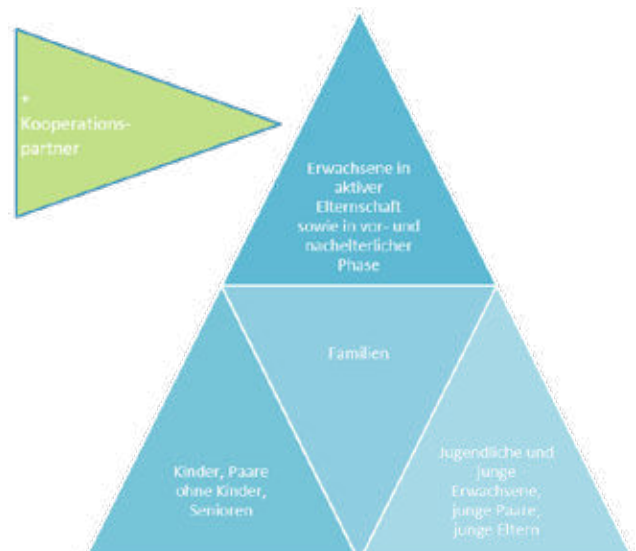 +
Kooperations-
partner
Erwachsene in
aktiver
Elternschaft
sowie in vor- und
nachelterlicher
Phase
Familien
Kinder, Paare
ohne Kinder,
Senioren
Jugendliche und
junge
Erwachsene,
junge Paare,
junge Eltern